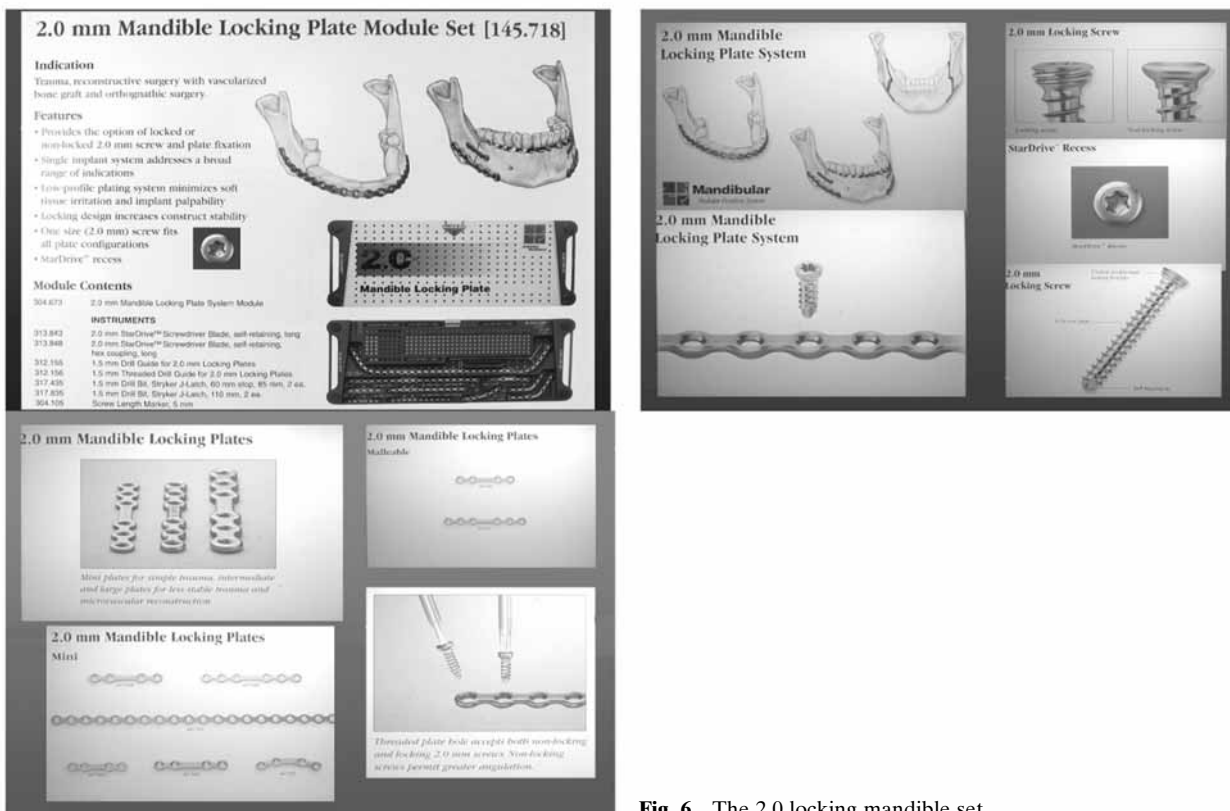 2.0 mm Mandible Locking Plate Module Set [145.718]
Indication
Trauma, reconstructive surgery with vascularized
bone graft and orthognathic surgery.
Features
• Provides the option of locked or
non-locked 2.0 mm screw and plate fixation
• Single implant system addresses a broad
range of indications
• Low-profile plating system minimizes soft
tissue irritation and implant palpability
• Locking design increases construct stability
• One size (2.0 mm) screw fits
all plate configurations
• StarDrive™ recess
2.0
Mandible Locking Plate
Module Contents
304.673 2.0 mm Mandible Locking Plate System Module
INSTRUMENTS
313.843 2.0 mm StarDrive™ Screwdriver Blade, self-retaining, long
313.848 2.0 mm StarDrive™ Screwdriver Blade, self-retaining,
hex coupling, long
312.155 1.5 mm Drill Guide for 2.0 mm Locking Plates
312.156 1.5 mm Threaded Drill Guide for 2.0 mm Locking Plates
317.435 1.5 mm Drill Bit, Stryker J-Latch, 60 mm stop, 85 mm, 2 ea.
317.835 1.5 mm Drill Bit, Stryker J-Latch, 110 mm, 2 ea.
304.105 Screw Length Marker, 5 mm
2.0 mm Mandible
Locking Plate System
Mandibular
2.0 mm Mandible
Locking Plate System
2.0 mm Locking Screw
StarDrive™ Recess
StarDrive™ Recess
2.0 mm
Locking Screw
2.0 mm Mandible Locking Plates
Mini plates for simple trauma, intermediate
and large plates for less stable trauma and
microvascular reconstruction
2.0 mm Mandible Locking Plates
Malleable
2.0 mm Mandible Locking Plates
Mini
Threaded plate hole accepts both non-locking
and locking 2.0 mm screws. Non-locking
screws permit greater angulation.
Fig. 6 The 2.0 locking mandible set